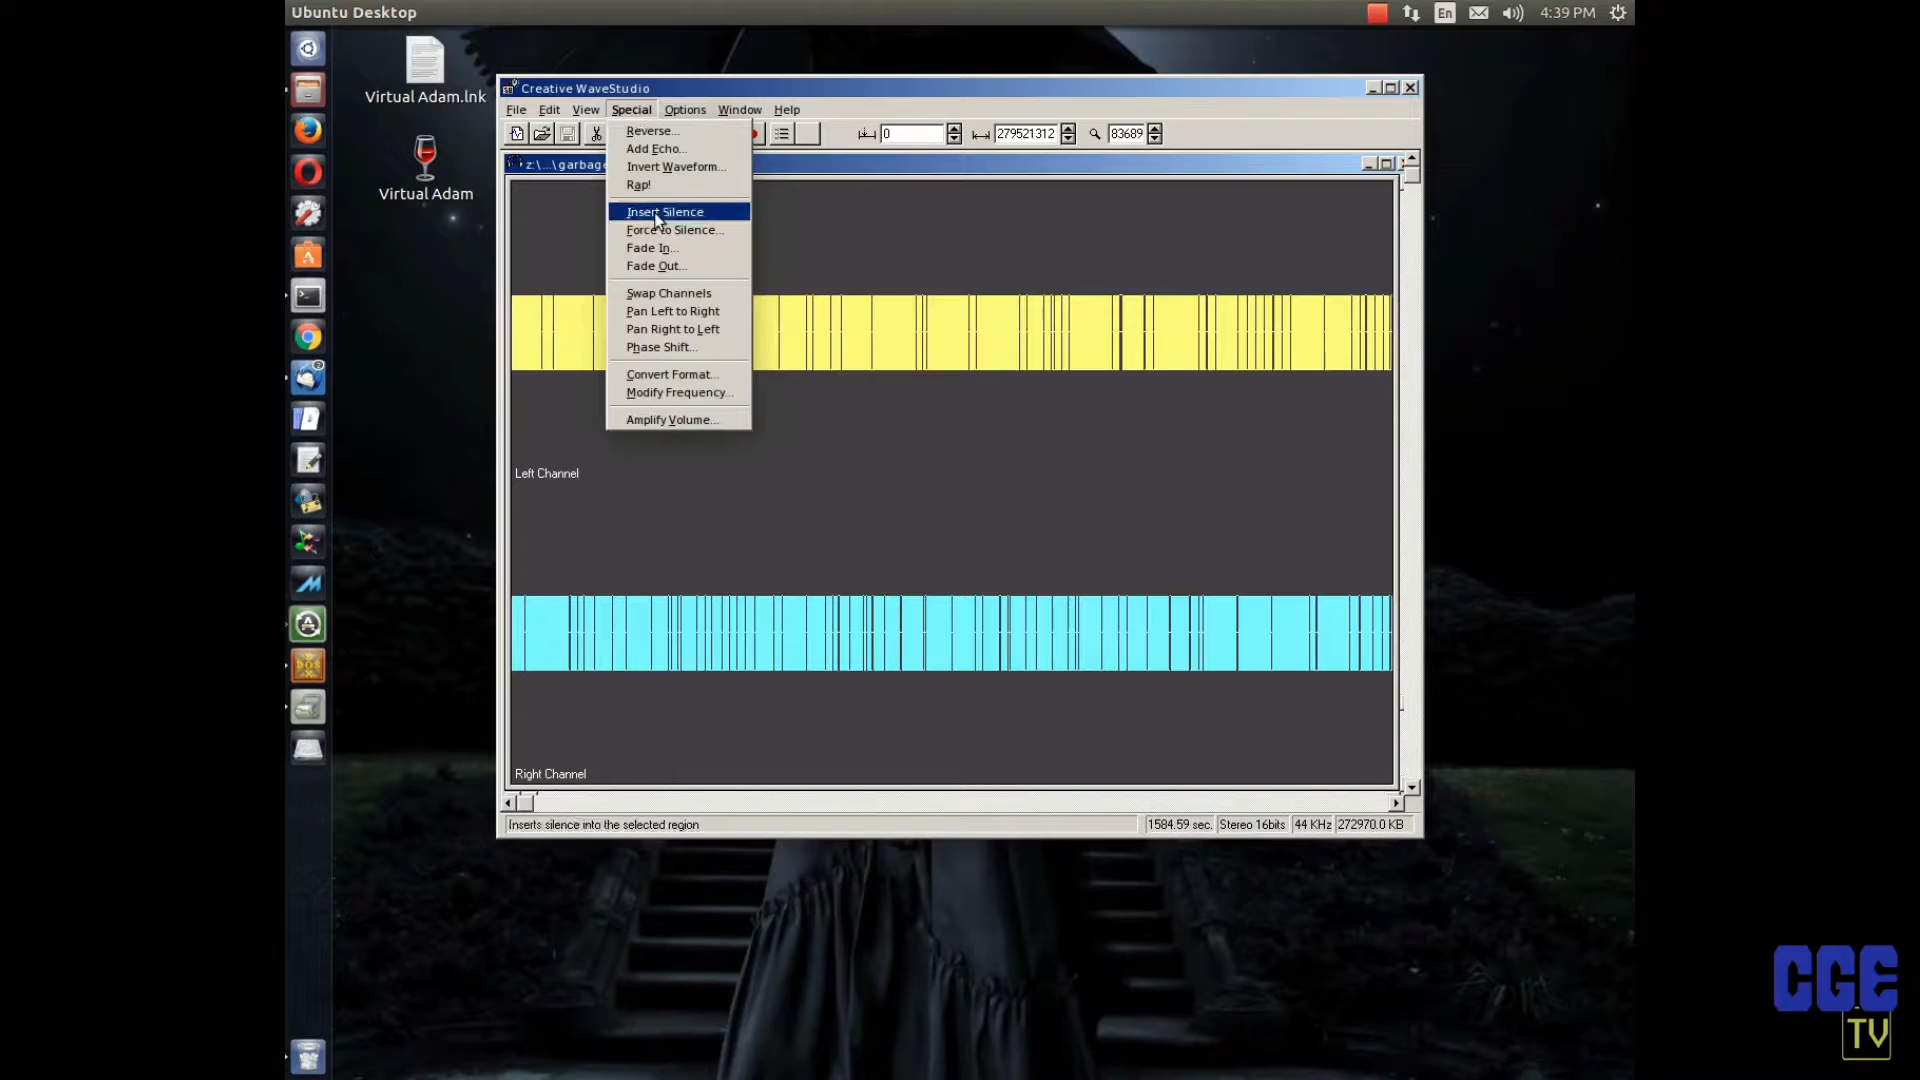 Ubuntu Desktop
En
4:39 PM
Virtual Adam.lnk
Virtual Adam
Creative WaveStudio
File Edit View Special Options Window Help
0
279521312
83689
z:\...\garbage
Reverse...
Add Echo...
Invert Waveform...
Rap!
Insert Silence
Force to Silence...
Fade In...
Fade Out...
Swap Channels
Pan Left to Right
Pan Right to Left
Phase Shift...
Convert Format...
Modify Frequency...
Amplify Volume...
Left Channel
Right Channel
Inserts silence into the selected region
1584.59 sec. Stereo 16bits 44 KHz 272970.0 KB
DOS
CGE
TV